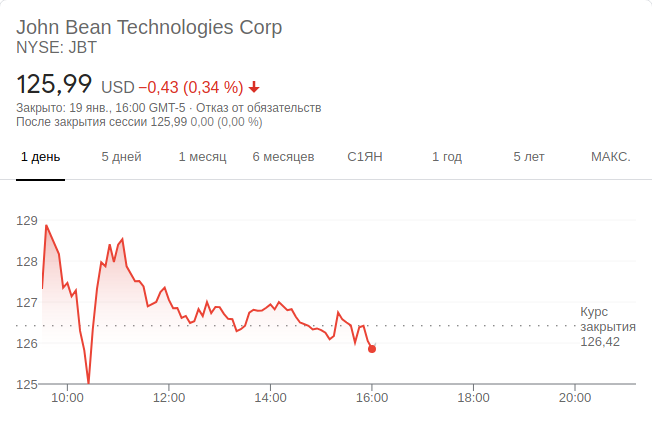 John Bean Technologies Corp
NYSE: JBT
125,99 USD −0,43 (0,34 %)
Закрыто: 19 янв., 16:00 GMT-5 · Отказ от обязательств
После закрытия сессии 125,99 0,00 (0,00 %)
1 день 5 дней 1 месяц 6 месяцев С1ЯН 1 год 5 лет МАКС.
129
128
127
Курс
закрытия
126,42
126
125
10:00 12:00 14:00 16:00 18:00 20:00